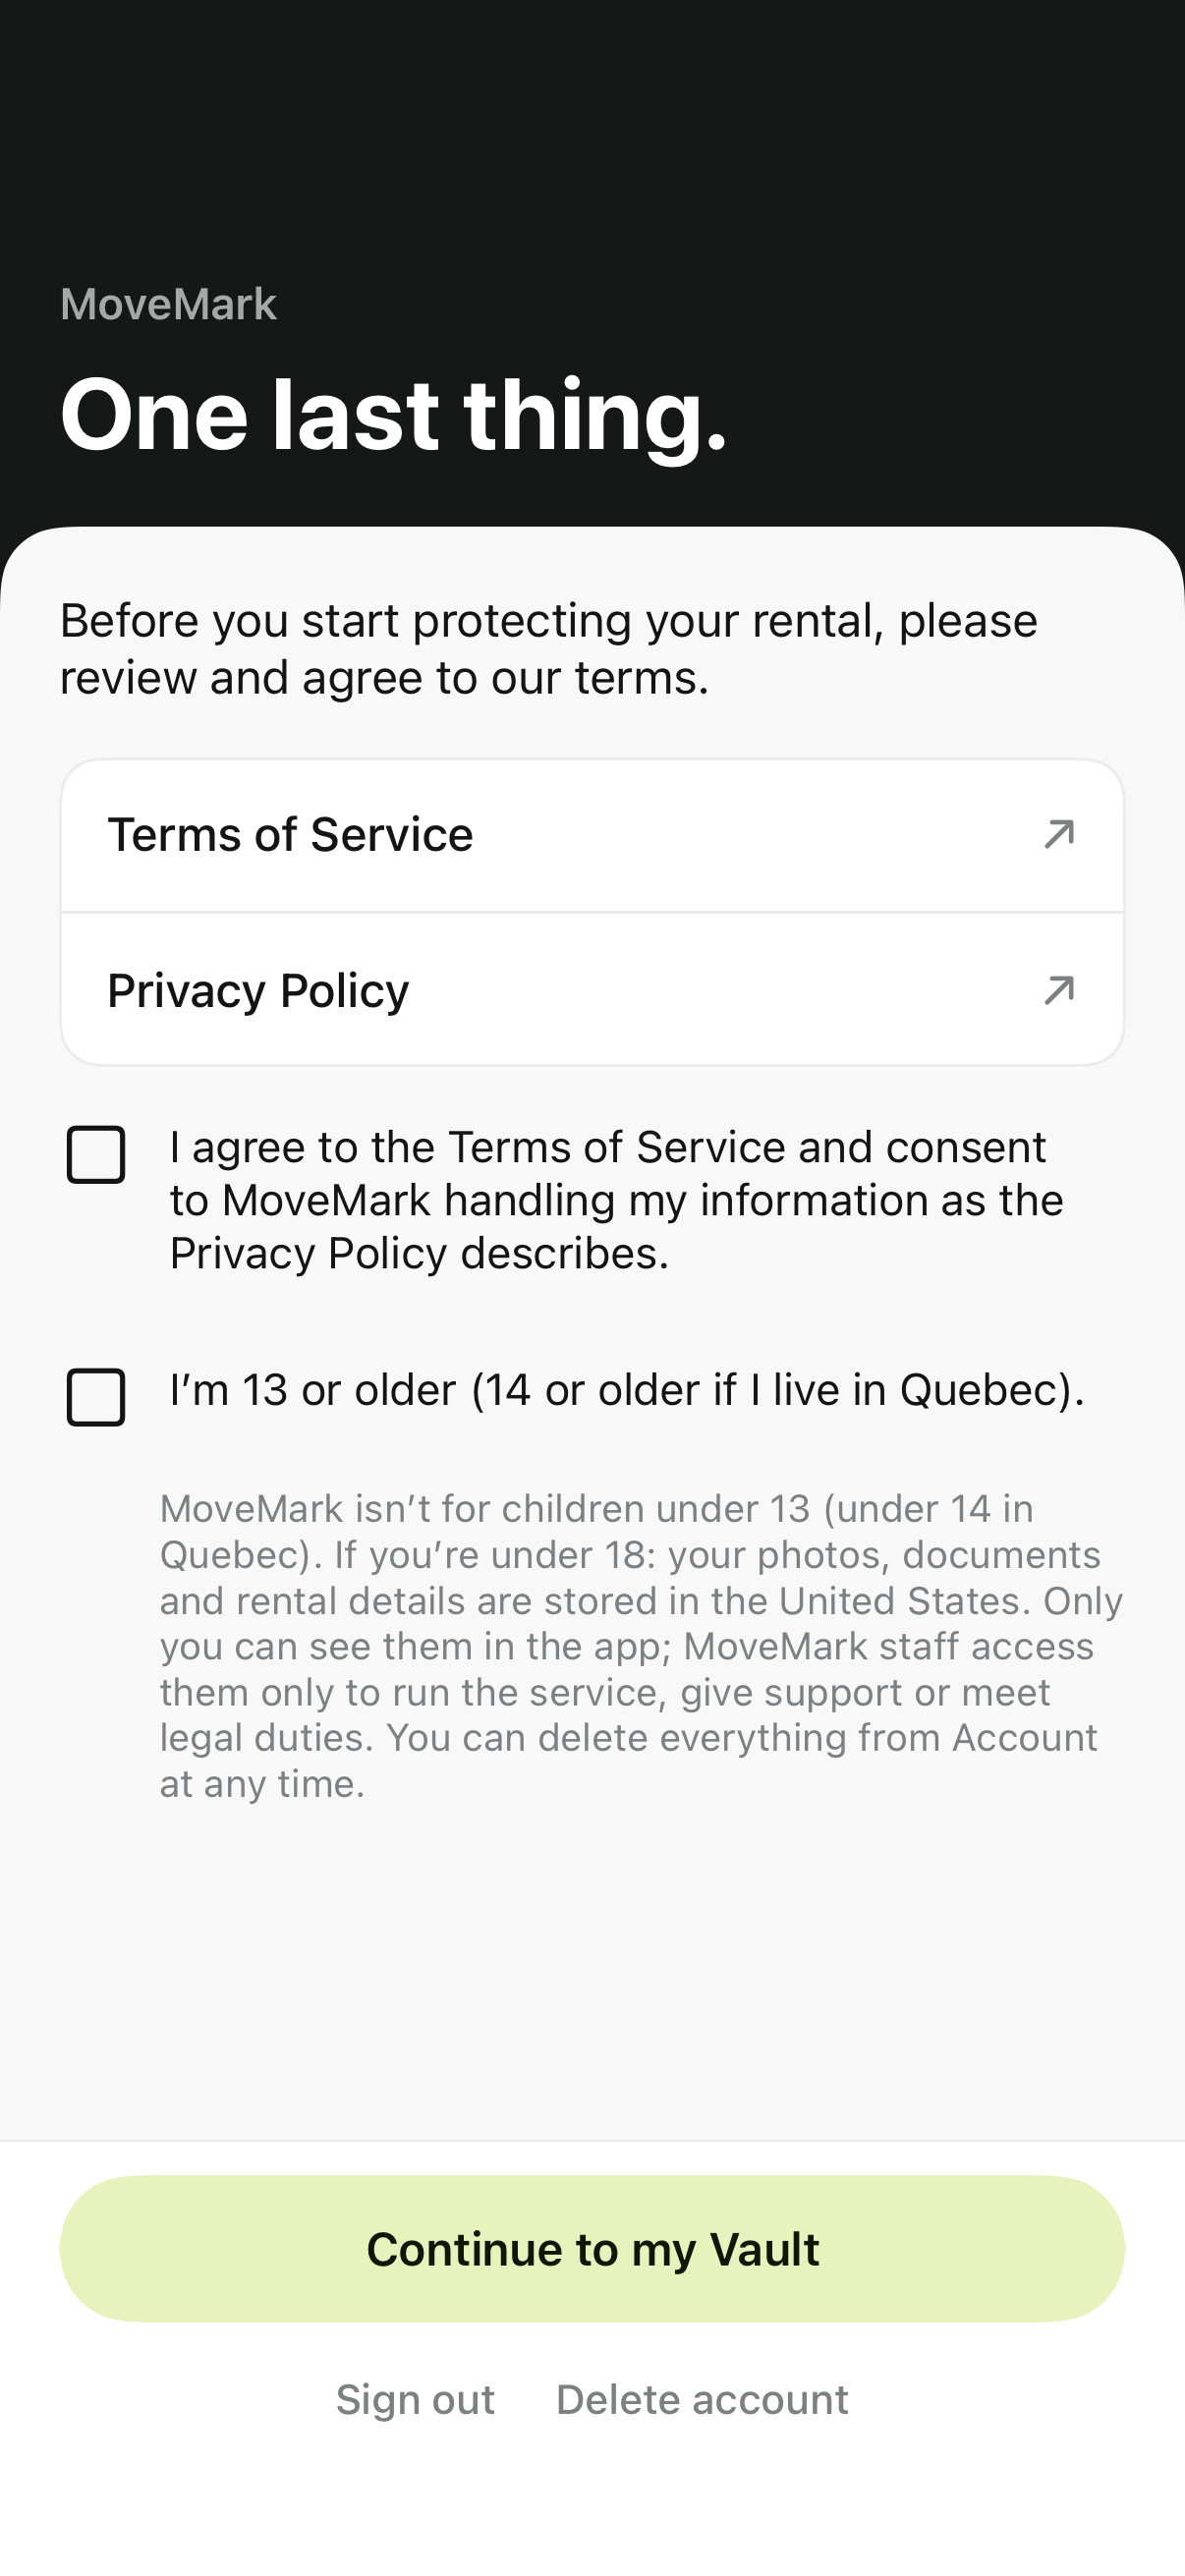 MoveMark
One last thing.
Before you start protecting your rental, please
review and agree to our terms.
Terms of Service
Privacy Policy
I agree to the Terms of Service and consent
to MoveMark handling my information as the
Privacy Policy describes.
I’m 13 or older (14 or older if I live in Quebec).
MoveMark isn’t for children under 13 (under 14 in
Quebec). If you’re under 18: your photos, documents
and rental details are stored in the United States. Only
you can see them in the app; MoveMark staff access
them only to run the service, give support or meet
legal duties. You can delete everything from Account
at any time.
Continue to my Vault
Sign out Delete account